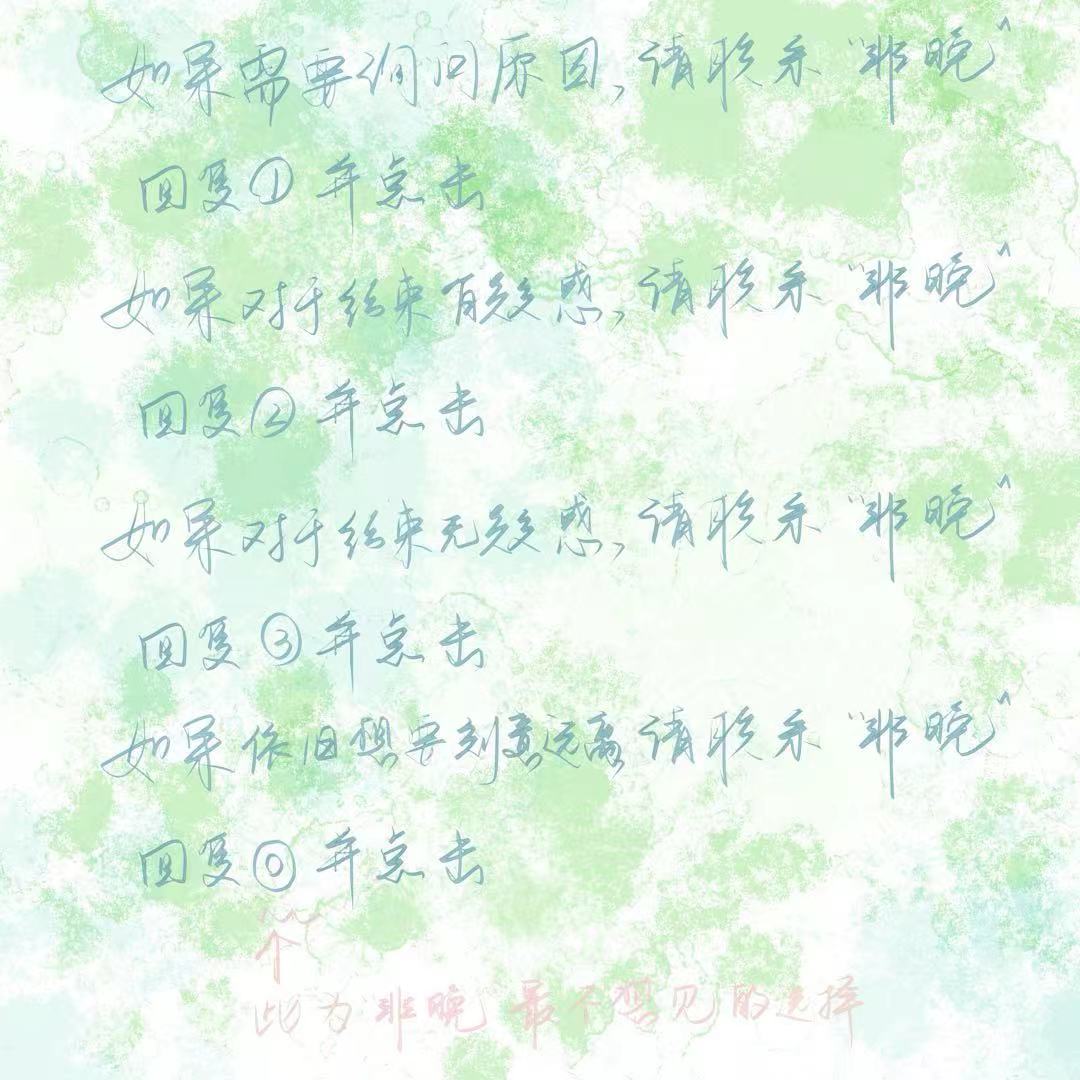 如果需要询问原因,请联系“非晚”
回复①并点击
如果对于结束有疑惑,请联系“非晚”
回复②并点击
如果对于结束无疑惑,请联系“非晚”
回复③并点击
如果依旧想要刻意远离请联系“非晚”
回复⓪并点击
个
此为非晚 最不想见的选择